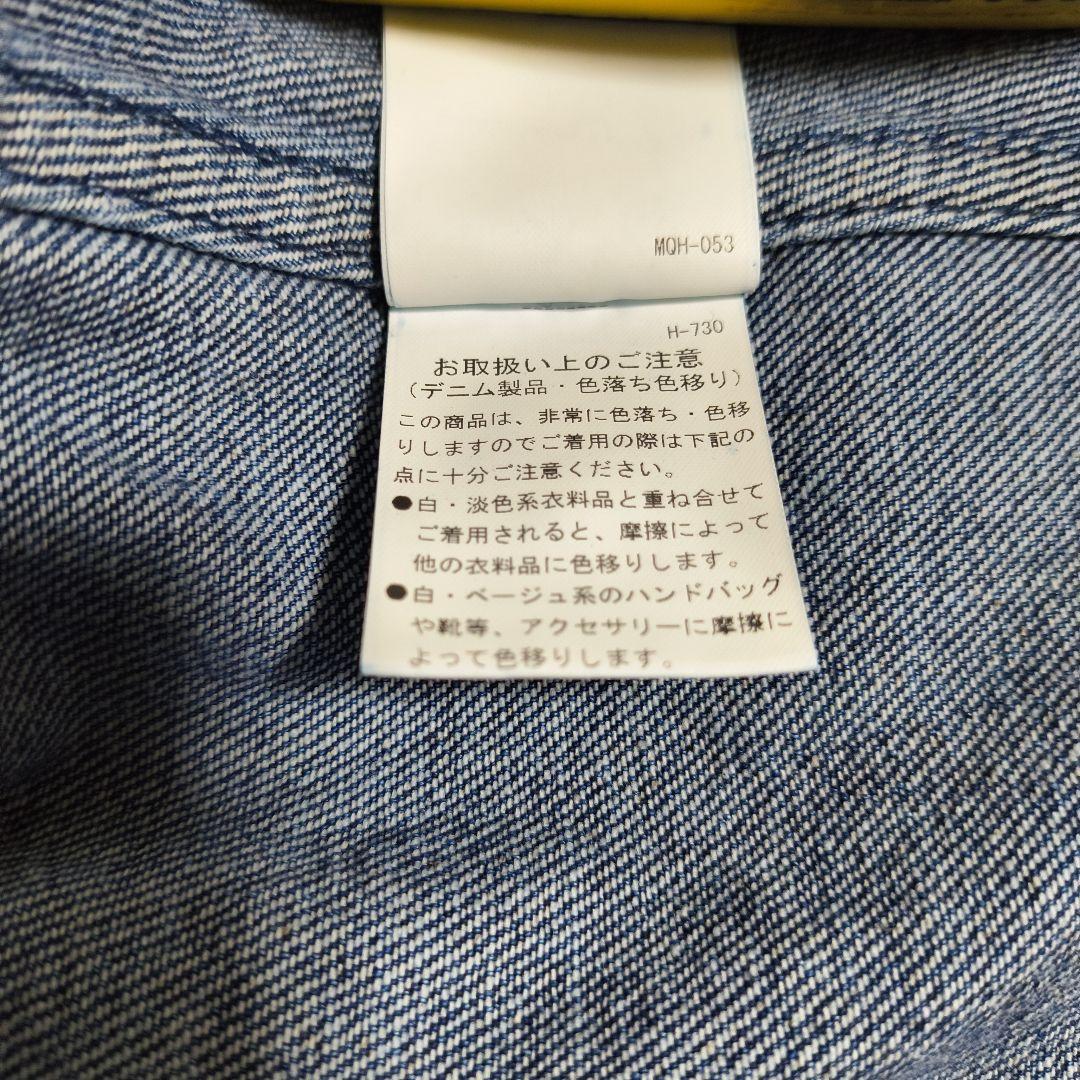 MQH-053
H-730
お取扱い上のご注意
（デニム製品・色落ち色移り）
この商品は、非常に色落ち・色移
りしますのでご着用の際は下記の
点に十分ご注意ください。
●白・淡色系衣料品と重ね合せて
ご着用されると、摩擦によって
他の衣料品に色移りします。
●白・ベージュ系のハンドバッグ
や靴等、アクセサリーに摩擦に
よって色移りします。